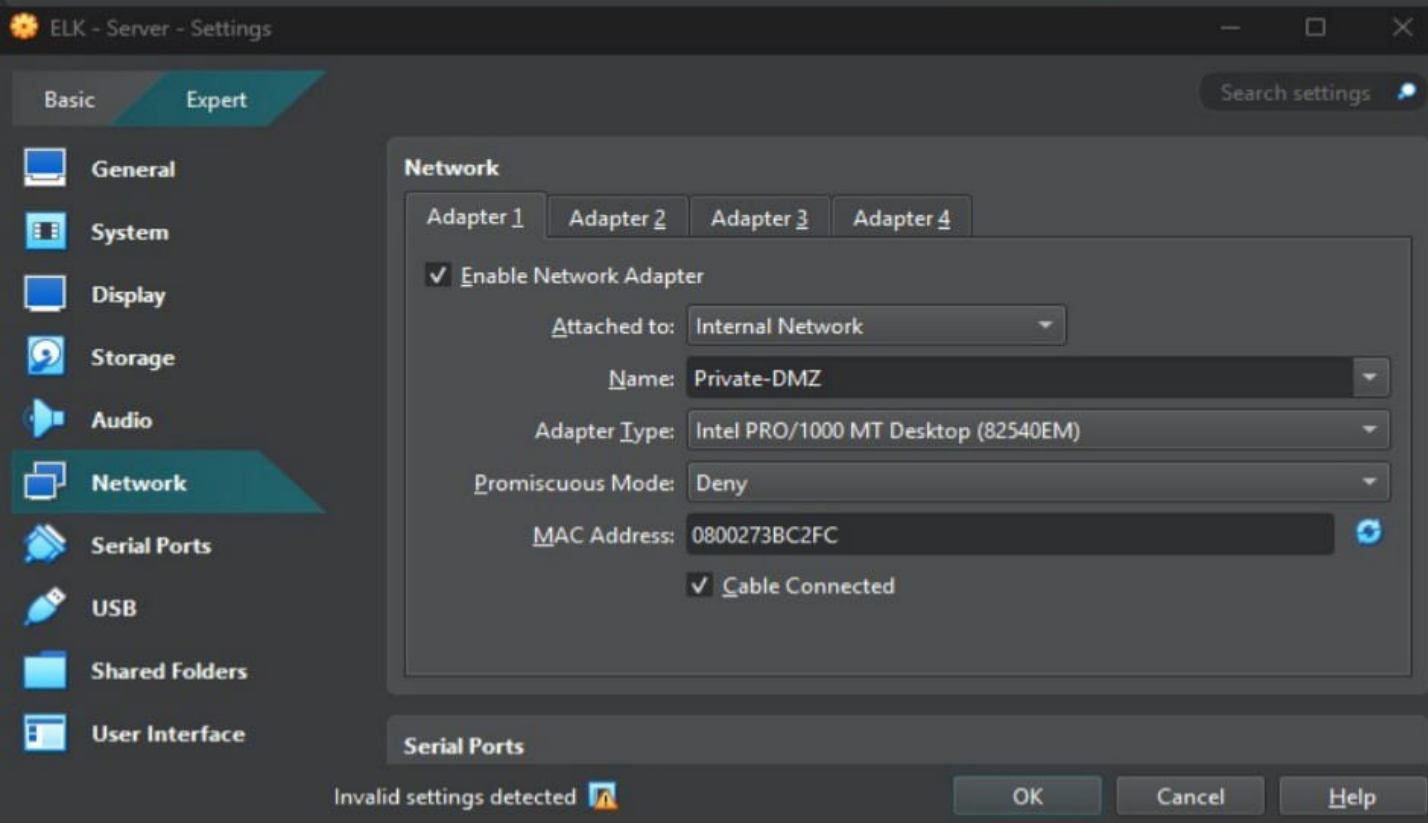 ELK - Server - Settings
Basic Expert Search settings
General
System
Display
Storage
Audio
Network
Serial Ports
USB
Shared Folders
User Interface
Network
Adapter 1 Adapter 2 Adapter 3 Adapter 4
Enable Network Adapter
Attached to: Internal Network
Name: Private-DMZ
Adapter Type: Intel PRO/1000 MT Desktop (82540EM)
Promiscuous Mode: Deny
MAC Address: 0800273BC2FC
Cable Connected
Serial Ports
Invalid settings detected OK Cancel Help